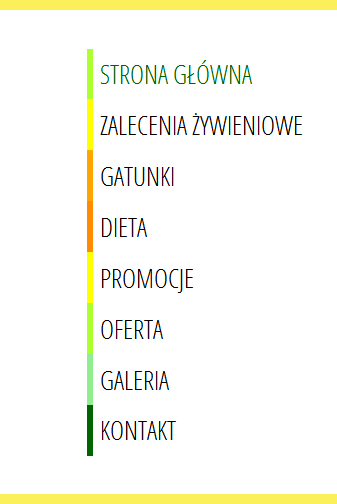 STRONA GŁÓWNA
ZALECENIA ŻYWIENIOWE
GATUNKI
DIETA
PROMOCJE
OFERTA
GALERIA
KONTAKT